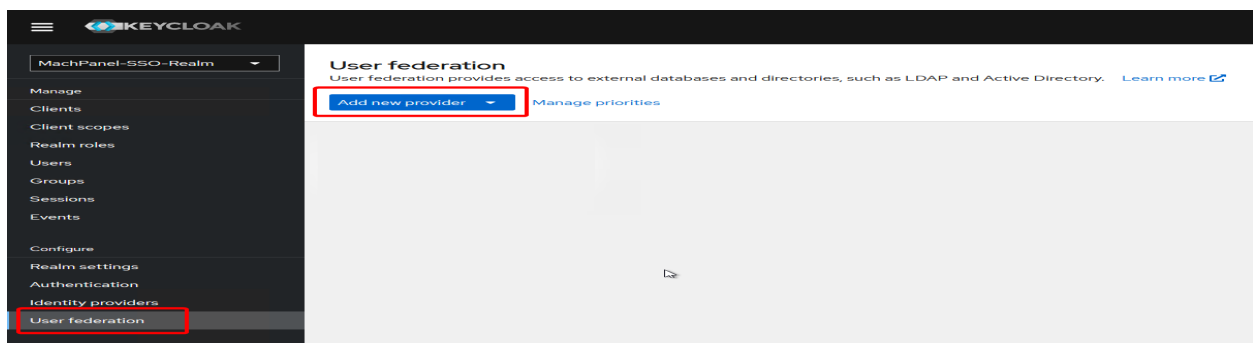 KEYCLOAK
MachPanel-SSO-Realm
Manage
Clients
Client scopes
Realm roles
Users
Groups
Sessions
Events
Configure
Realm settings
Authentication
Identity providers
User federation
User federation
User federation provides access to external databases and directories, such as LDAP and Active Directory. Learn more
Add new provider Manage priorities